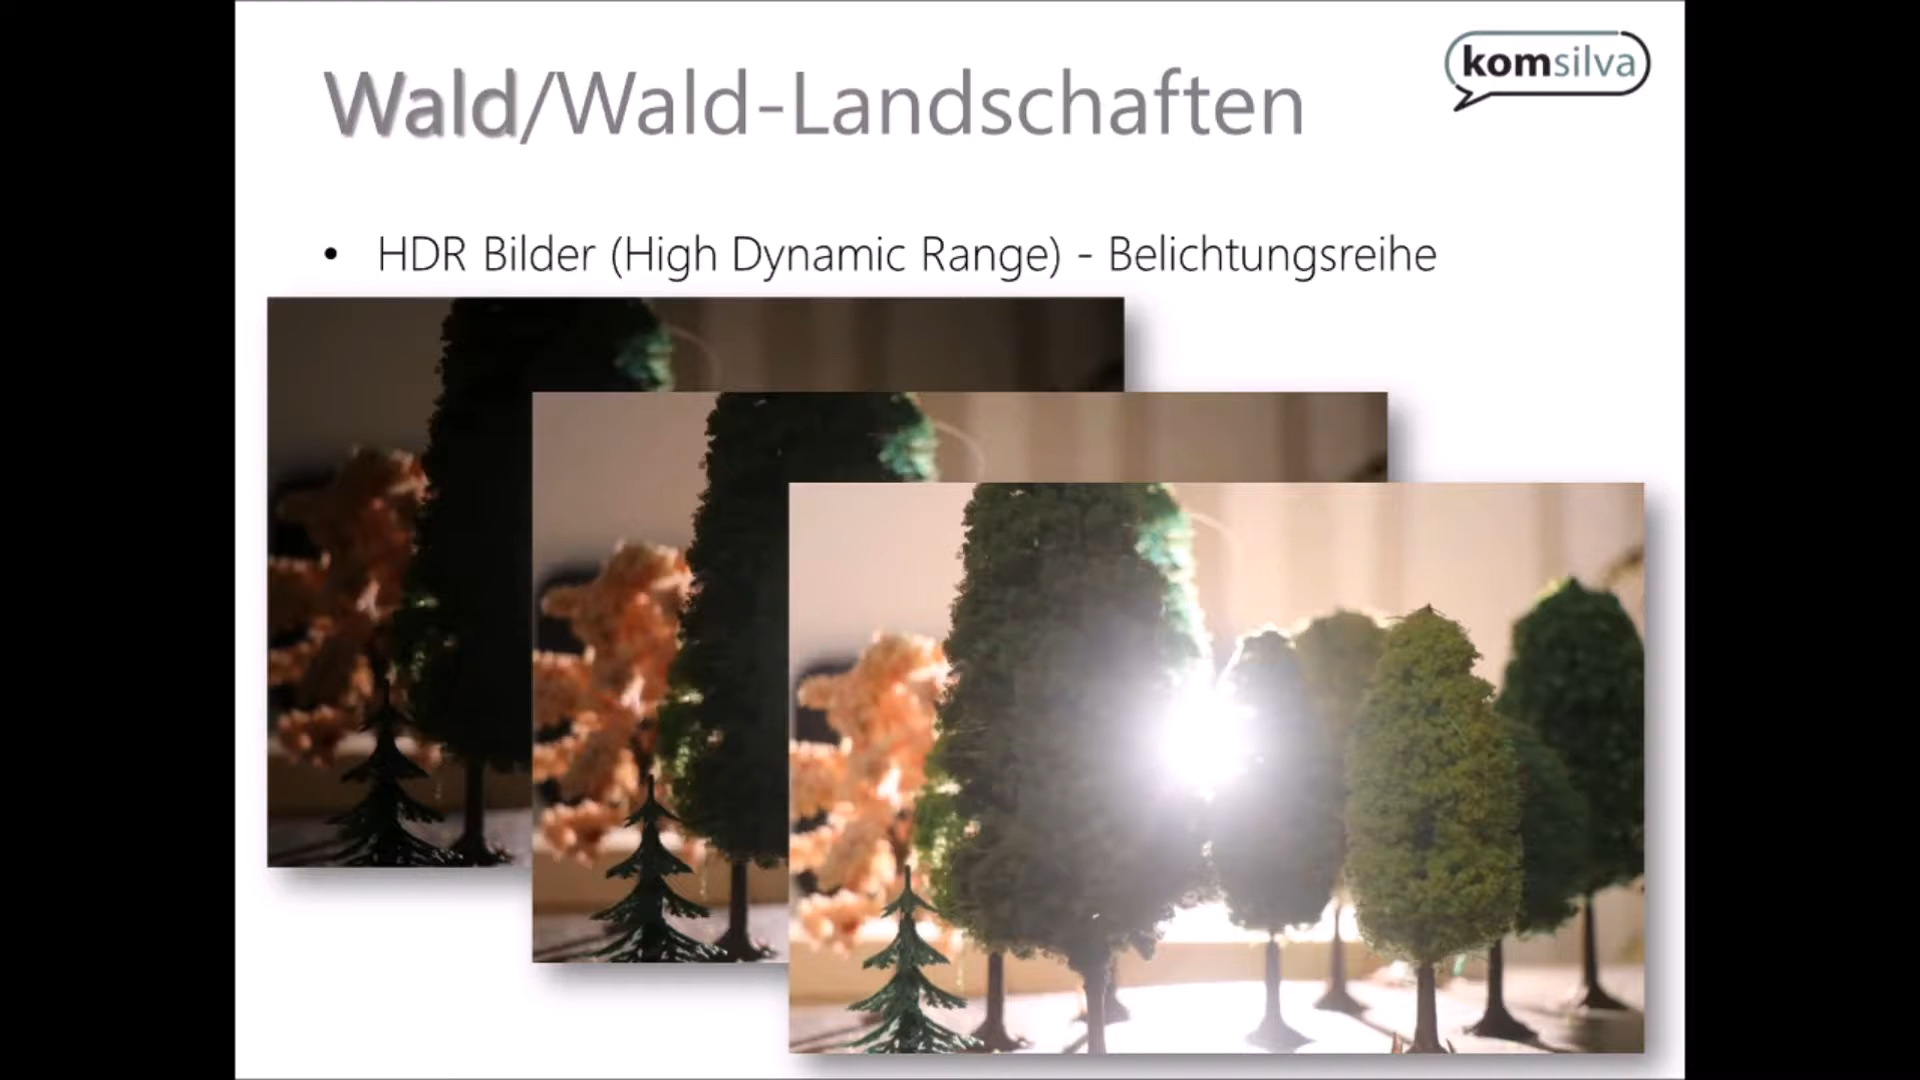 komsilva
Wald/Wald-Landschaften
• HDR Bilder (High Dynamic Range) - Belichtungsreihe